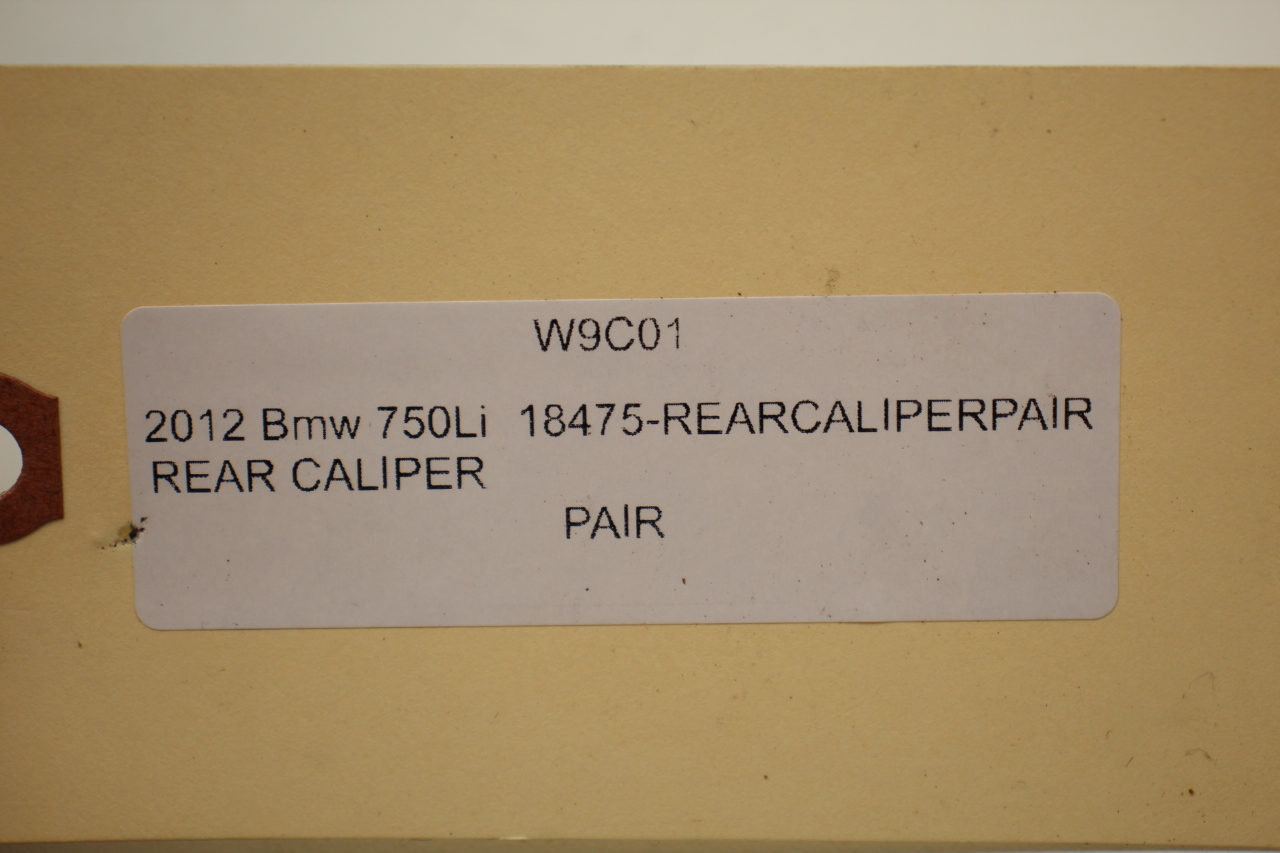 W9C01
2012 Bmw 750Li 18475-REARCALIPERPAIR
REAR CALIPER
PAIR